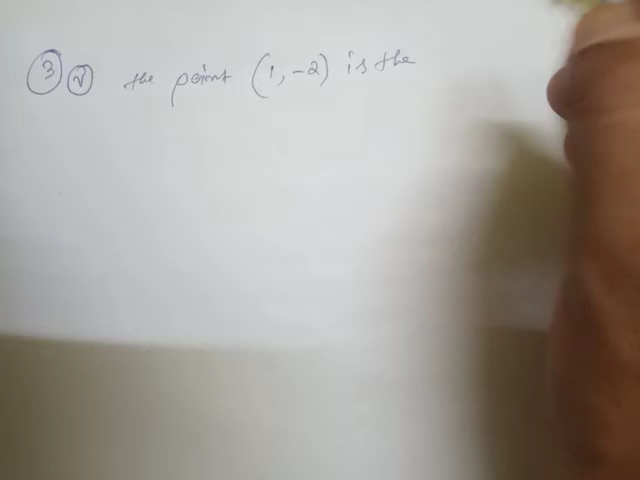 3 v the point (1, -2) is the